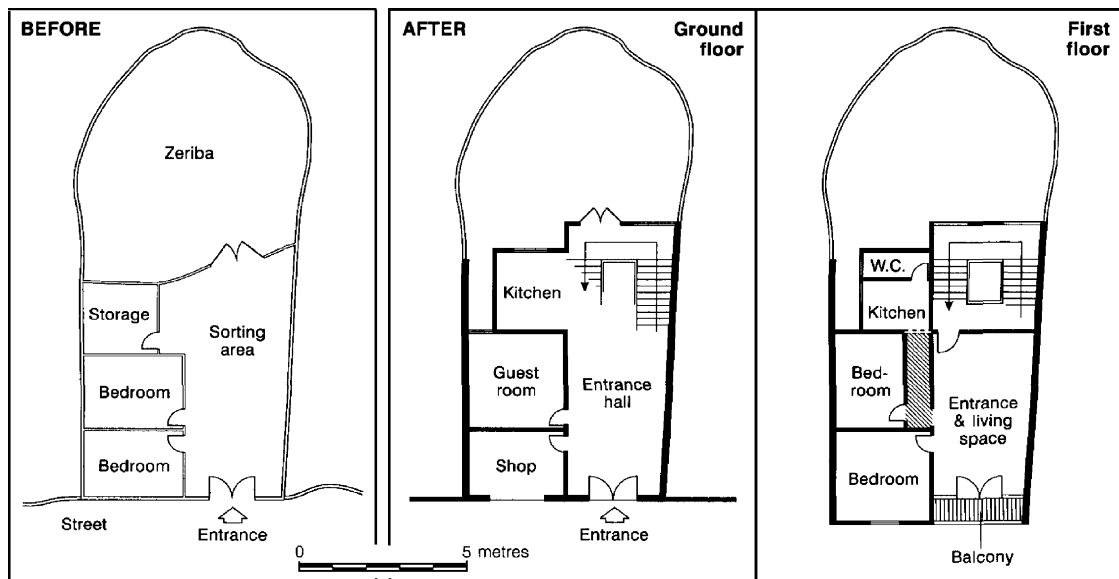 BEFORE
Zeriba
Storage
Sorting
area
Bedroom
Bedroom
Street
Entrance
0 5 metres
AFTER
Ground
floor
Kitchen
Guest
room
Entrance
hall
Shop
Entrance
First
floor
W.C.
Kitchen
Bed-
room
Entrance
& living
space
Bedroom
Balcony